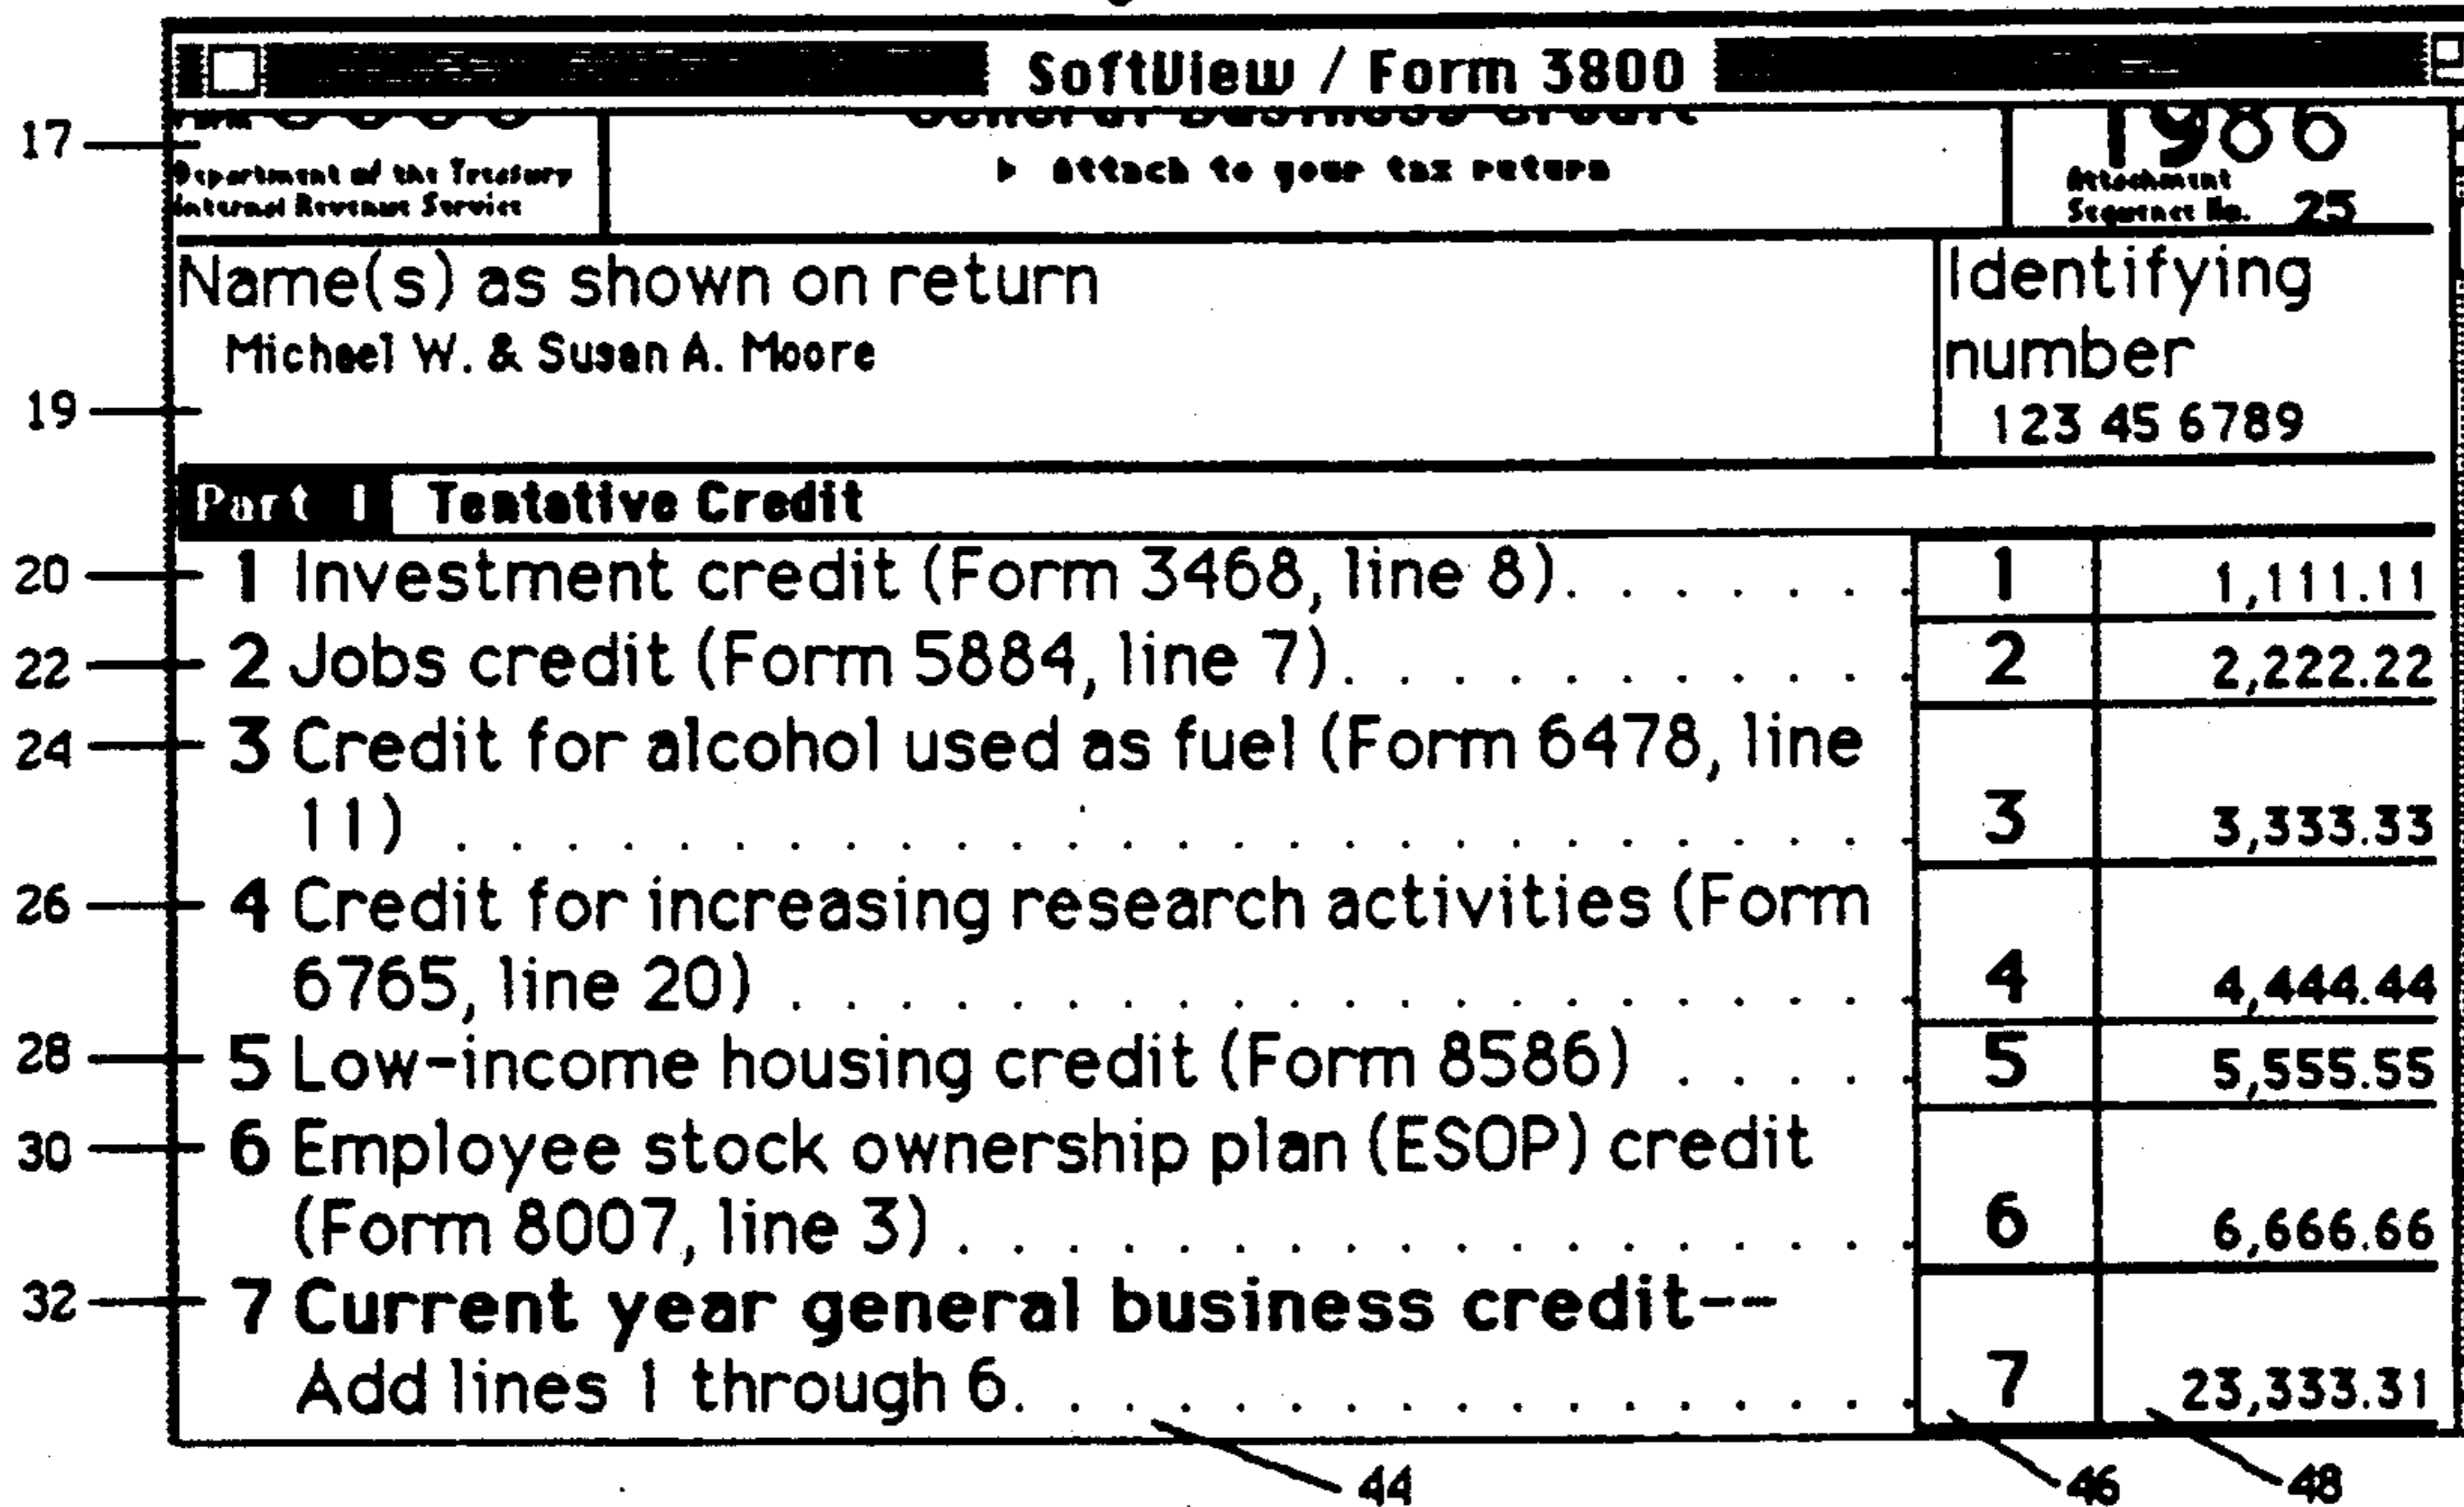 SoftView / Form 3800
17
1986
Department of the Treasury
Internal Revenue Service
▶ Attach to your tax return
Attachment
Sequence No. 25
Name(s) as shown on return
Identifying
number
Michael W. & Susan A. Moore
19
123 45 6789
Part I Tentative Credit
20 1 Investment credit (Form 3468, line 8). . . . . . . 1 1,111.11
22 2 Jobs credit (Form 5884, line 7). . . . . . . . . . . 2 2,222.22
24 3 Credit for alcohol used as fuel (Form 6478, line
11) . . . . . . . . . . . . . . . . . . . . . . . . . . . 3 3,333.33
26 4 Credit for increasing research activities (Form
6765, line 20) . . . . . . . . . . . . . . . . . . . . . 4 4,444.44
28 5 Low-income housing credit (Form 8586) . . . . . 5 5,555.55
30 6 Employee stock ownership plan (ESOP) credit
(Form 8007, line 3) . . . . . . . . . . . . . . . . . . 6 6,666.66
32 7 Current year general business credit--
Add lines 1 through 6. . . . . . . . . . . . . . . . . 7 23,333.31
44 46 48